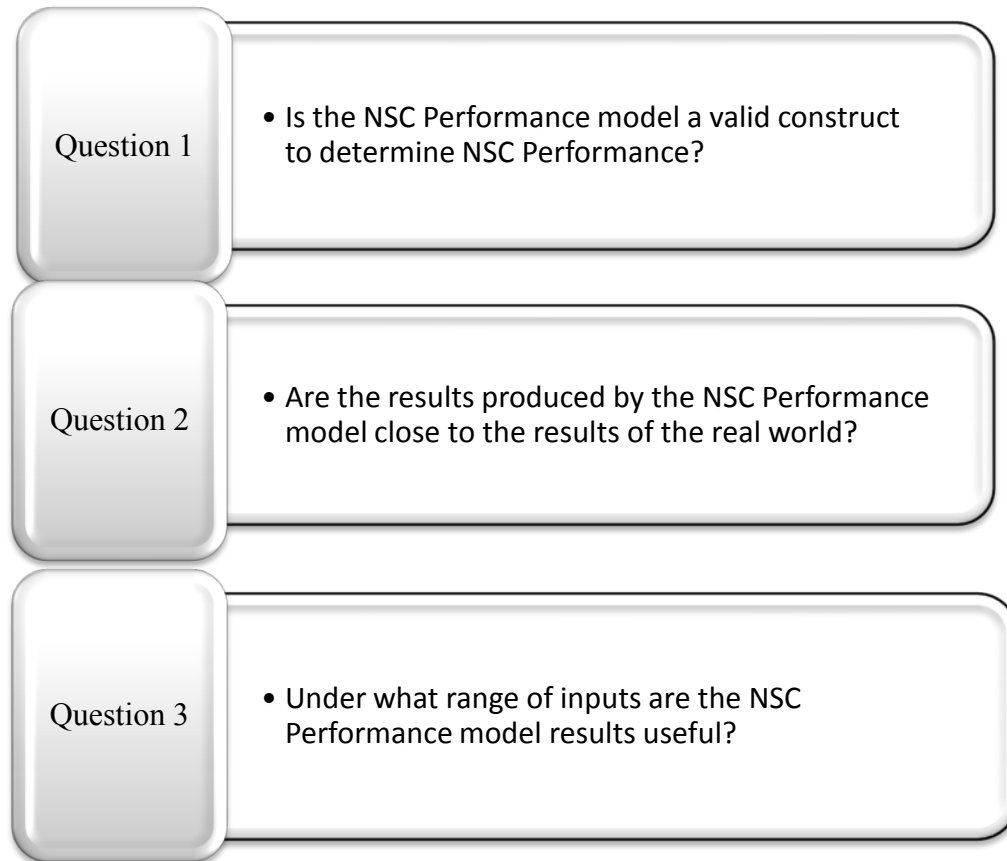 Question 1
• Is the NSC Performance model a valid construct
to determine NSC Performance?
Question 2
• Are the results produced by the NSC Performance
model close to the results of the real world?
Question 3
• Under what range of inputs are the NSC
Performance model results useful?